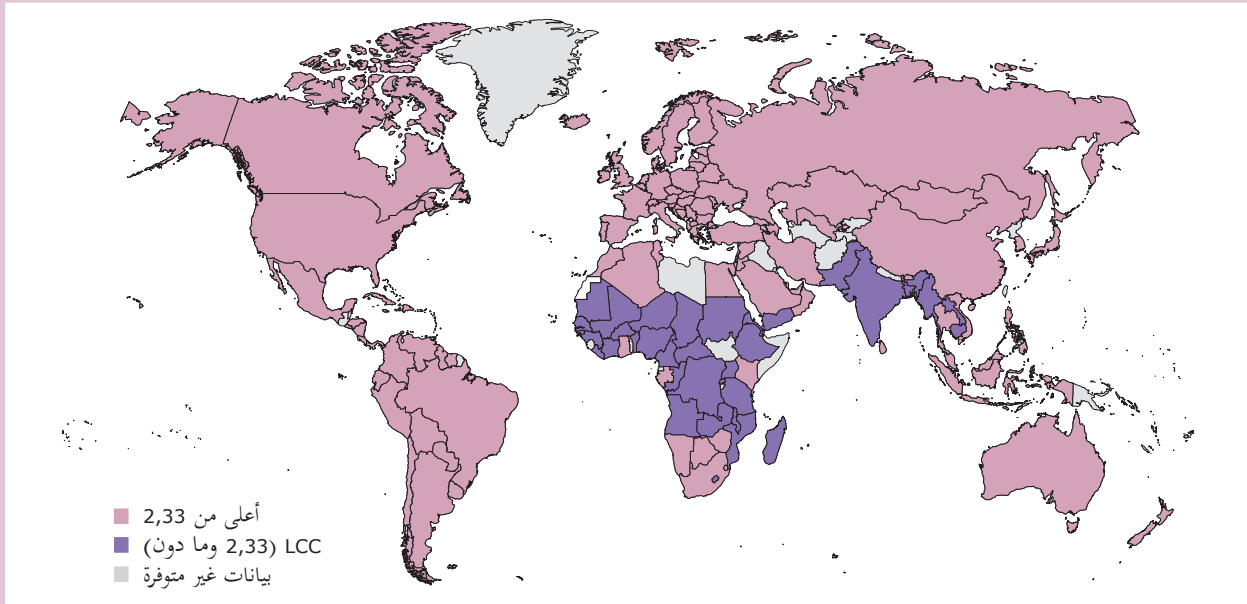 أعلى من 2,33
LCC (2,33 وما دون)
بيانات غير متوفرة